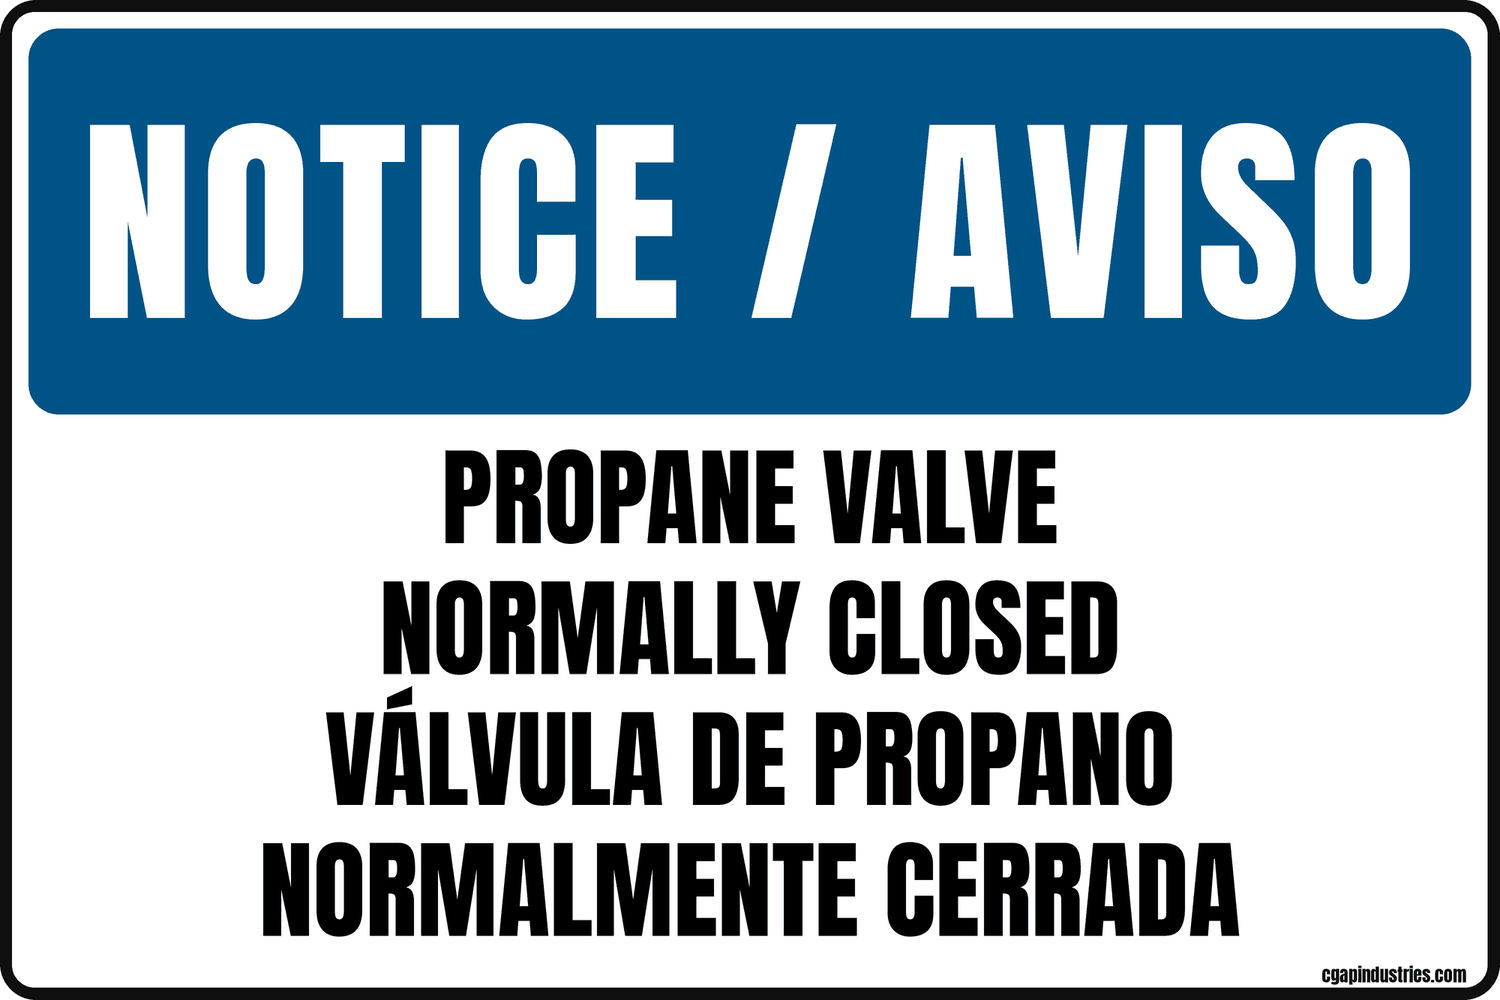 NOTICE / AVISO
PROPANE VALVE
NORMALLY CLOSED
VÁLVULA DE PROPANO
NORMALMENTE CERRADA
cgapindustries.com